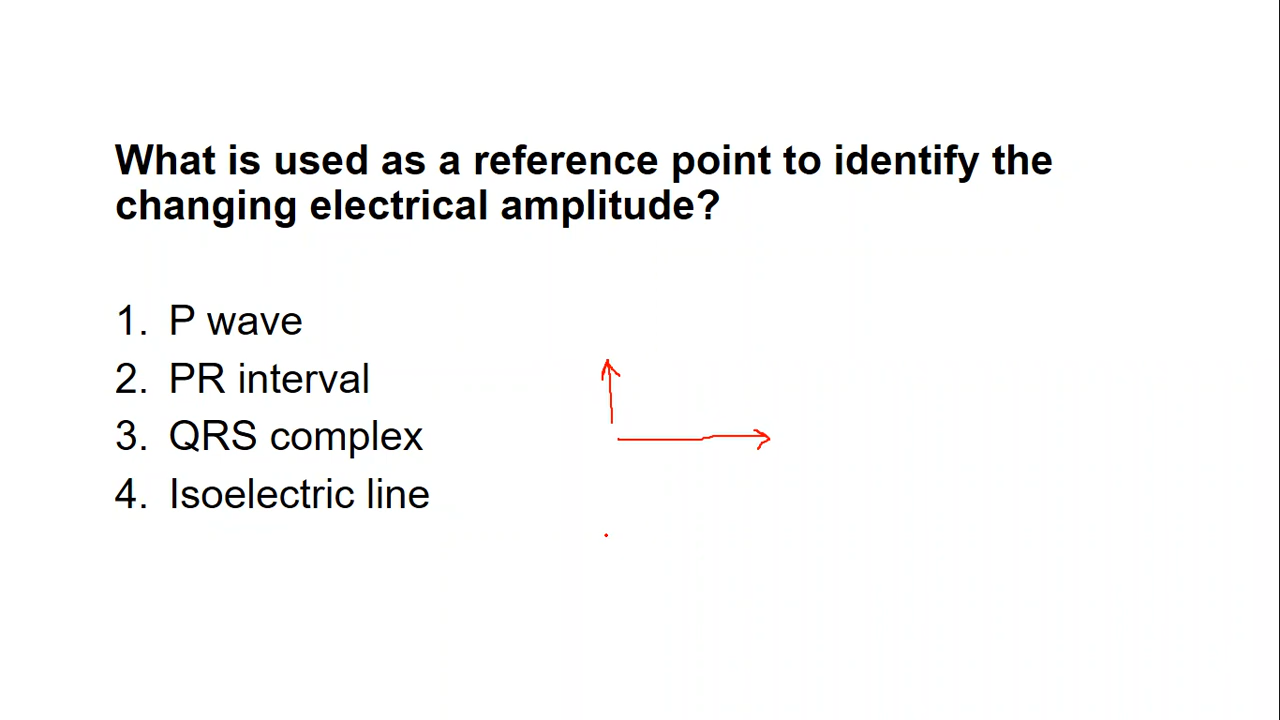 What is used as a reference point to identify the
changing electrical amplitude?
1. P wave
2. PR interval
3. QRS complex
4. Isoelectric line